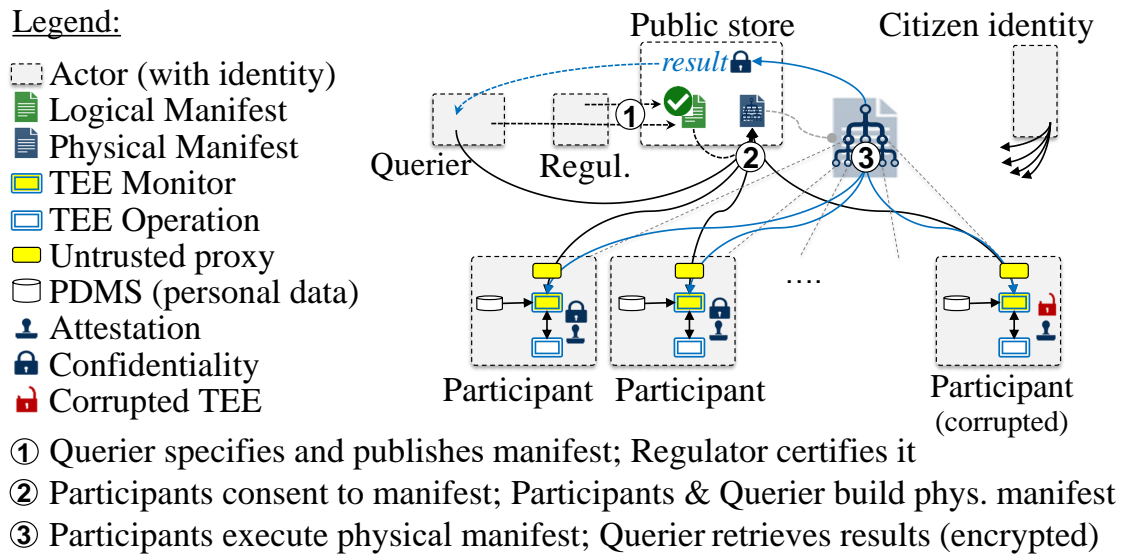 Legend:
Public store
Citizen identity
Actor (with identity)
result
Logical Manifest
1
Physical Manifest
Querier
Regul.
2
3
TEE Monitor
TEE Operation
Untrusted proxy
....
PDMS (personal data)
Attestation
Confidentiality
Participant
Participant
Participant
Corrupted TEE
(corrupted)
1 Querier specifies and publishes manifest; Regulator certifies it
2 Participants consent to manifest; Participants & Querier build phys. manifest
3 Participants execute physical manifest; Querier retrieves results (encrypted)